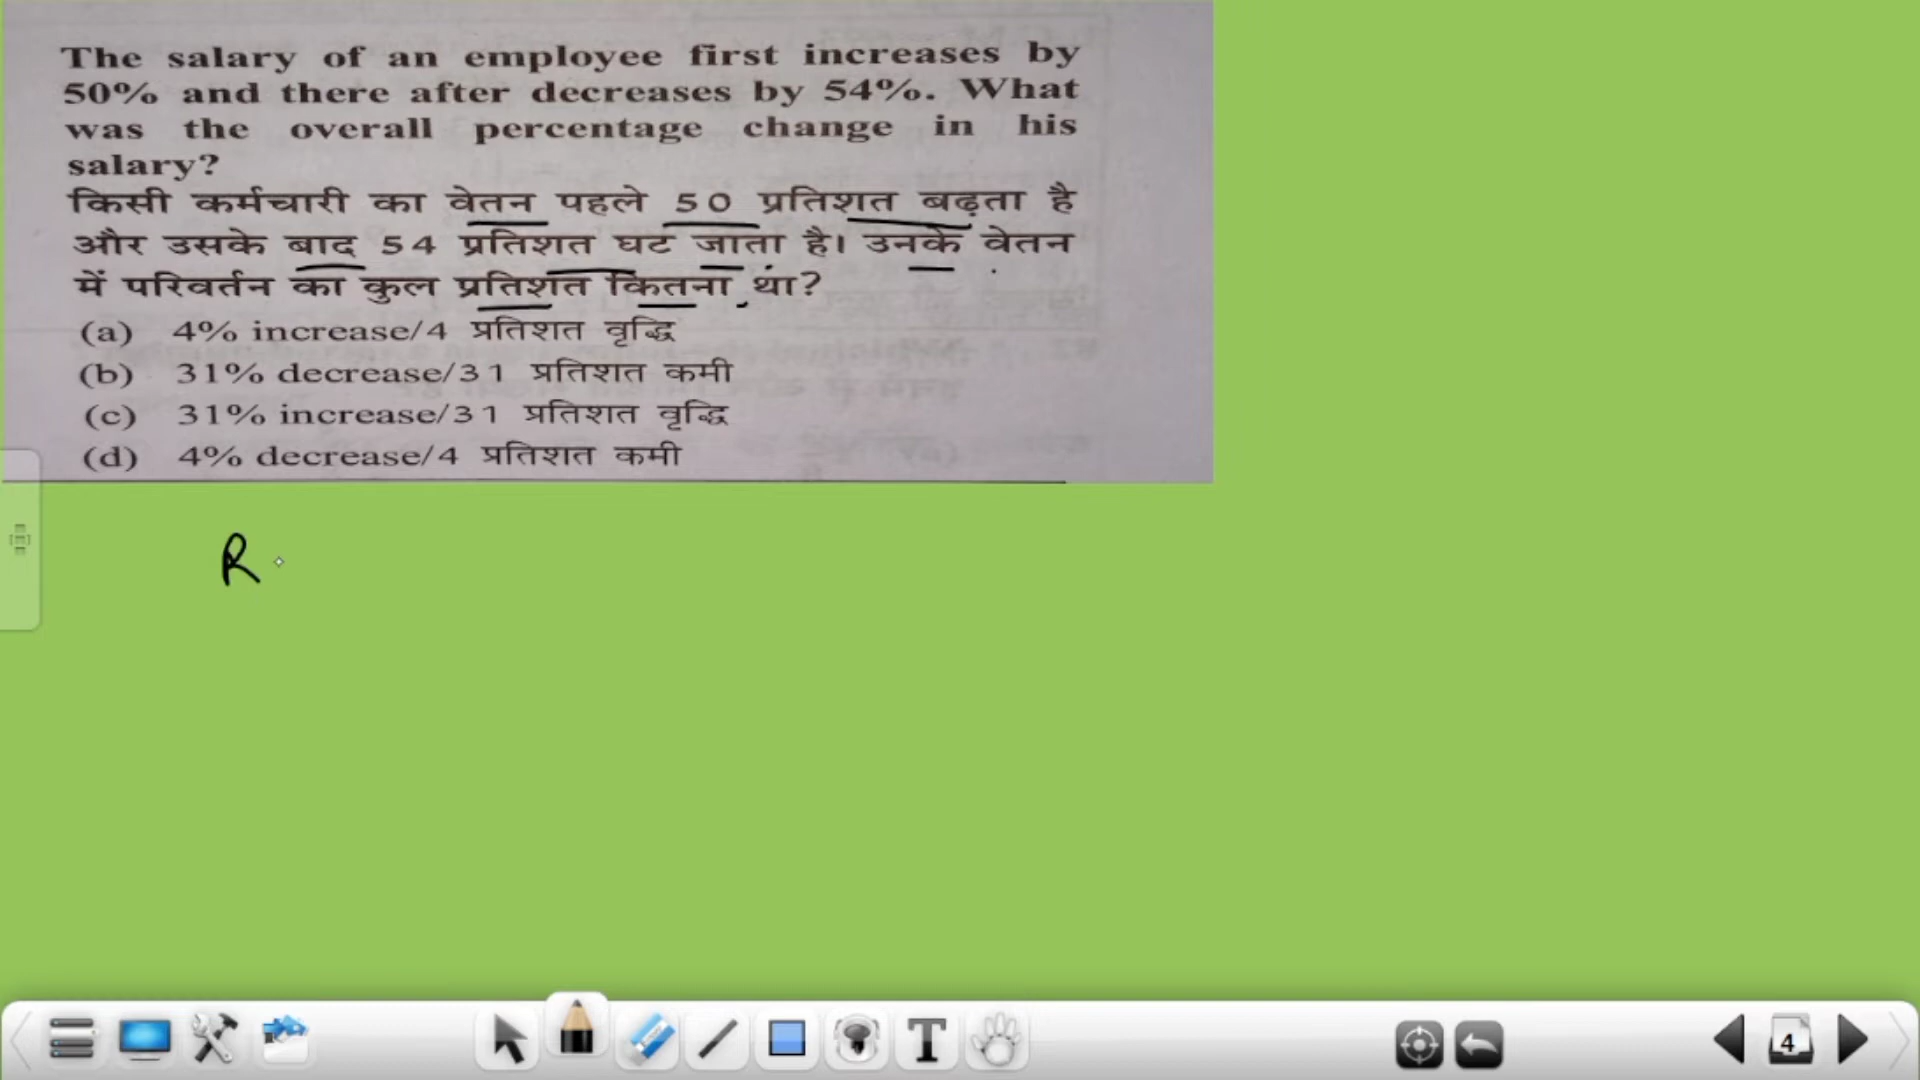 The salary of an employee first increases by
50% and there after decreases by 54%. What
was the overall percentage change in his
salary?
किसी कर्मचारी का वेतन पहले 50 प्रतिशत बढ़ता है
और उसके बाद 54 प्रतिशत घट जाता है। उनके वेतन
में परिवर्तन का कुल प्रतिशत कितना था?
(a) 4% increase/4 प्रतिशत वृद्धि
(b) 31% decrease/31 प्रतिशत कमी
(c) 31% increase/31 प्रतिशत वृद्धि
(d) 4% decrease/4 प्रतिशत कमी
R
T
4